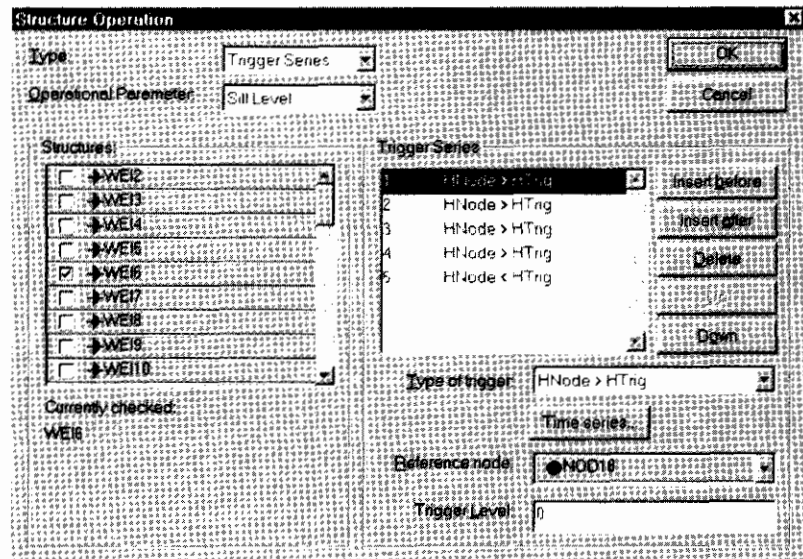 Structure Operation
Type
Trigger Series
OK
Operational Paremeter:
Sill Level
Cancel
Structures:
WEI2
WEI3
WEI4
WEI5
WEI6
WEI7
WEI8
WEI9
WEI10
Currently checked:
WEI6
Trigger Series
1 HNode > HTrig
2 HNode > HTrig
3 HNode > HTrig
4 HNode > HTrig
5 HNode < HTrig
Insert before
Insert after
Delete
Up
Down
Type of trigger:
HNode > HTrig
Time series...
Reference node:
NOD18
Trigger Level:
0